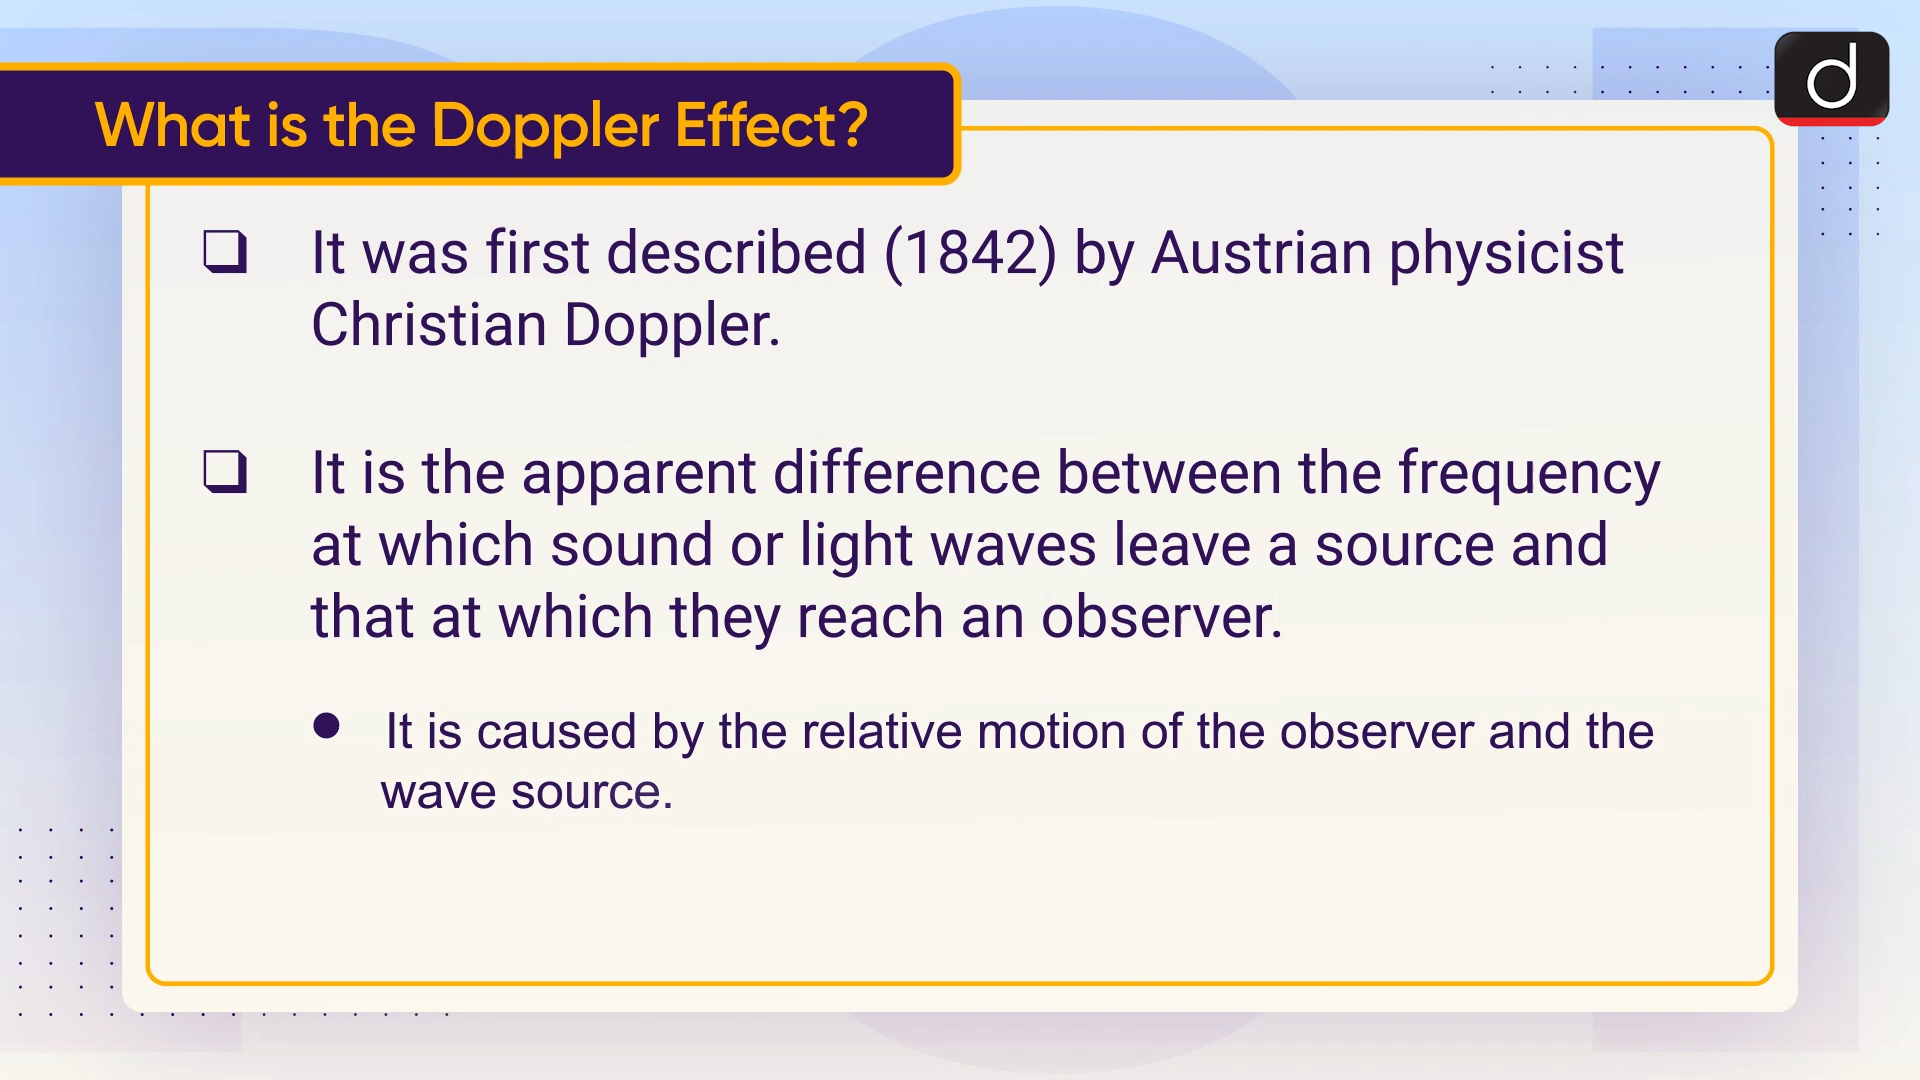 What is the Doppler Effect?
d
❑ It was first described (1842) by Austrian physicist
Christian Doppler.
❑ It is the apparent difference between the frequency
at which sound or light waves leave a source and
that at which they reach an observer.
● It is caused by the relative motion of the observer and the
wave source.